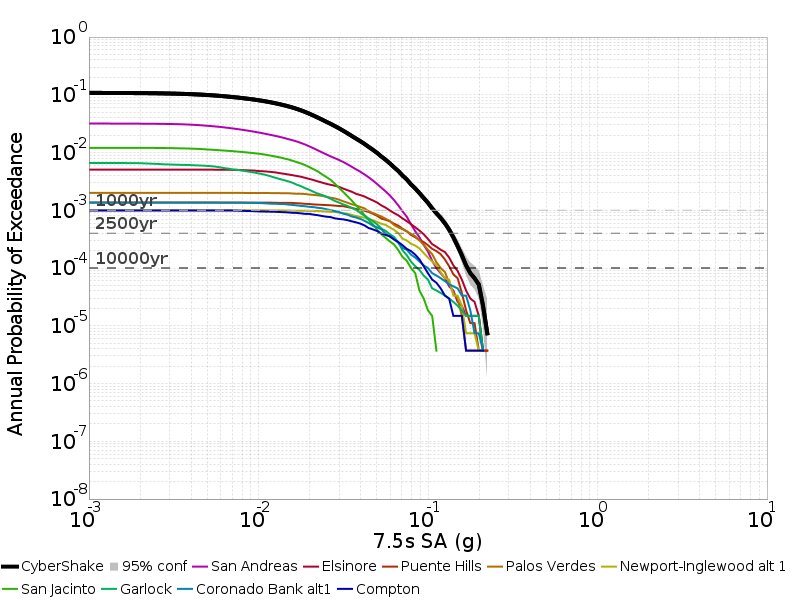 10^0
10^-1
10^-2
10^-3
10^-4
10^-5
10^-6
10^-7
10^-8
Annual Probability of Exceedance
1000yr
2500yr
10000yr
10^-3 10^-2 10^-1 10^0 10^1
7.5s SA (g)
CyberShake 95% conf San Andreas Elsinore Puente Hills Palos Verdes Newport-Inglewood alt 1
San Jacinto Garlock Coronado Bank alt1 Compton